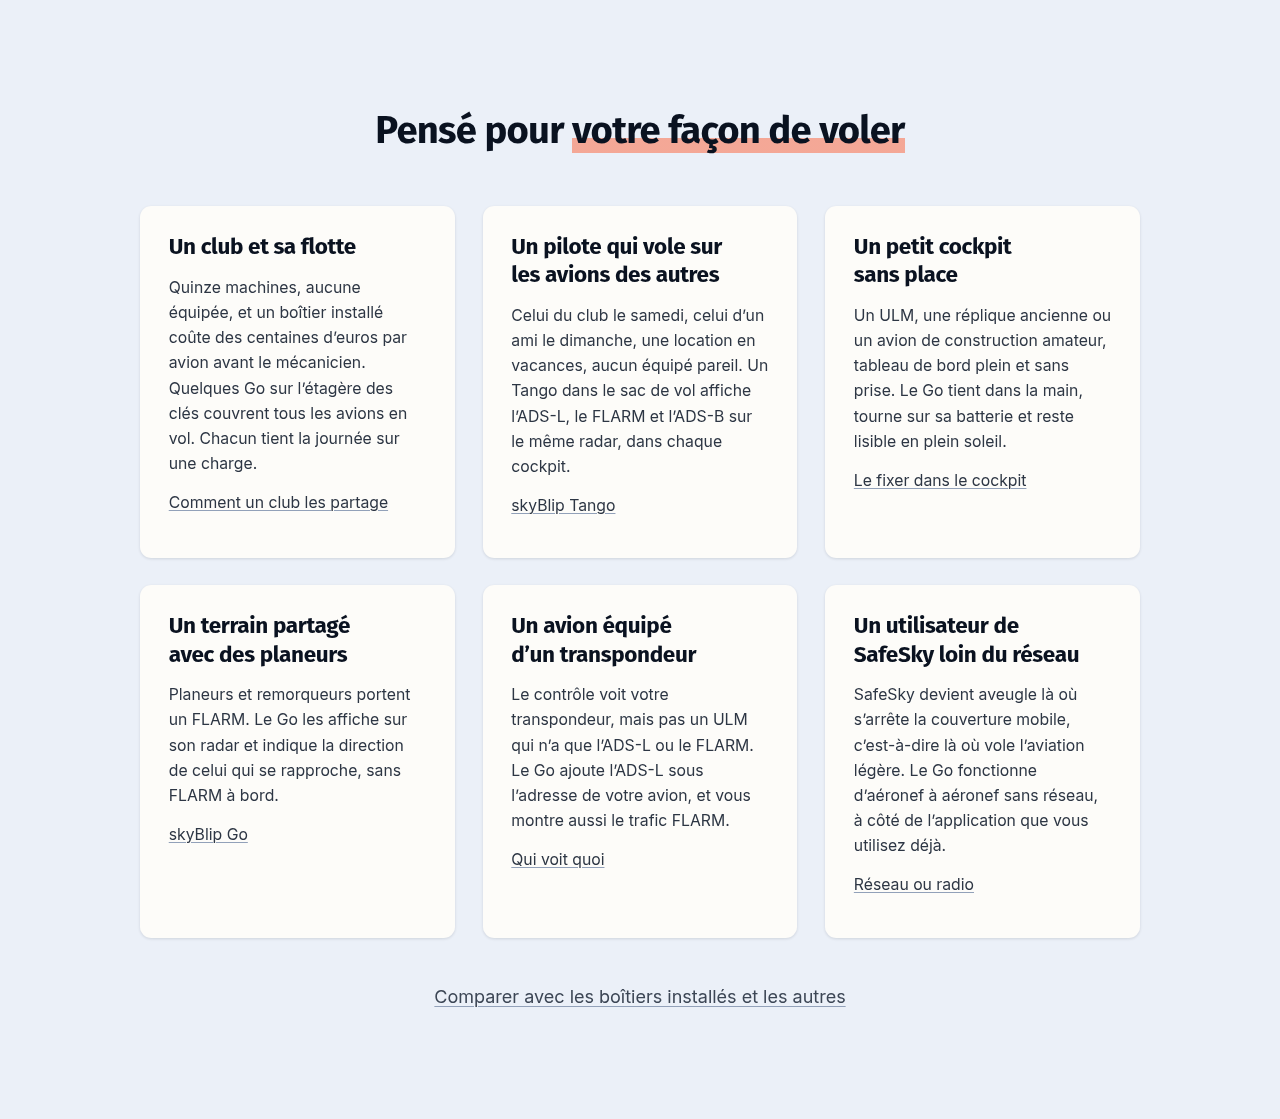 Pensé pour votre façon de voler
Un club et sa flotte
Quinze machines, aucune
équipée, et un boîtier installé
coûte des centaines d’euros par
avion avant le mécanicien.
Quelques Go sur l’étagère des
clés couvrent tous les avions en
vol. Chacun tient la journée sur
une charge.
Comment un club les partage
Un pilote qui vole sur
les avions des autres
Celui du club le samedi, celui d’un
ami le dimanche, une location en
vacances, aucun équipé pareil. Un
Tango dans le sac de vol affiche
l’ADS-L, le FLARM et l’ADS-B sur
le même radar, dans chaque
cockpit.
skyBlip Tango
Un petit cockpit
sans place
Un ULM, une réplique ancienne ou
un avion de construction amateur,
tableau de bord plein et sans
prise. Le Go tient dans la main,
tourne sur sa batterie et reste
lisible en plein soleil.
Le fixer dans le cockpit
Un terrain partagé
avec des planeurs
Planeurs et remorqueurs portent
un FLARM. Le Go les affiche sur
son radar et indique la direction
de celui qui se rapproche, sans
FLARM à bord.
skyBlip Go
Un avion équipé
d’un transpondeur
Le contrôle voit votre
transpondeur, mais pas un ULM
qui n’a que l’ADS-L ou le FLARM.
Le Go ajoute l’ADS-L sous
l’adresse de votre avion, et vous
montre aussi le trafic FLARM.
Qui voit quoi
Un utilisateur de
SafeSky loin du réseau
SafeSky devient aveugle là où
s’arrête la couverture mobile,
c’est-à-dire là où vole l’aviation
légère. Le Go fonctionne
d’aéronef à aéronef sans réseau,
à côté de l’application que vous
utilisez déjà.
Réseau ou radio
Comparer avec les boîtiers installés et les autres